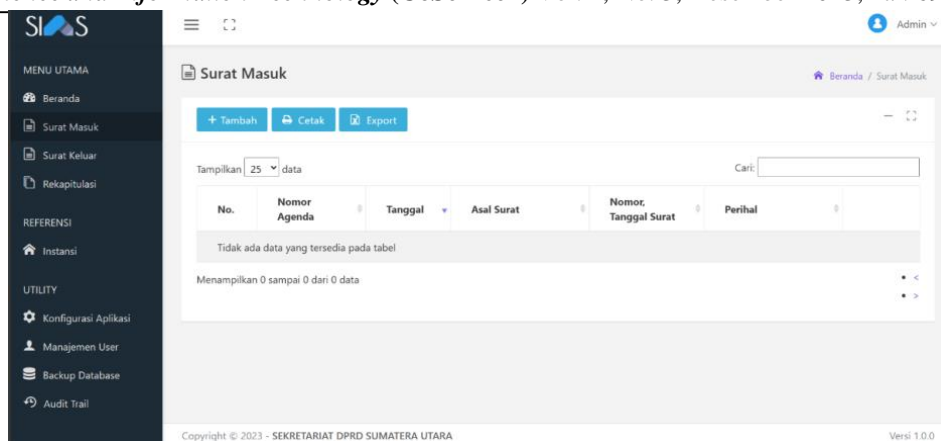 SIAS
Admin
MENU UTAMA
Beranda
Surat Masuk
Surat Keluar
Rekapitulasi
REFERENSI
Instansi
UTILITY
Konfigurasi Aplikasi
Manajemen User
Backup Database
Audit Trail
Surat Masuk
Beranda / Surat Masuk
+ Tambah Cetak Export
Tampilkan 25 data
Cari:
No. Nomor Agenda Tanggal Asal Surat Nomor, Tanggal Surat Perihal
Tidak ada data yang tersedia pada tabel
Menampilkan 0 sampai 0 dari 0 data
<
>
Copyright © 2023 - SEKRETARIAT DPRD SUMATERA UTARA
Versi 1.0.0